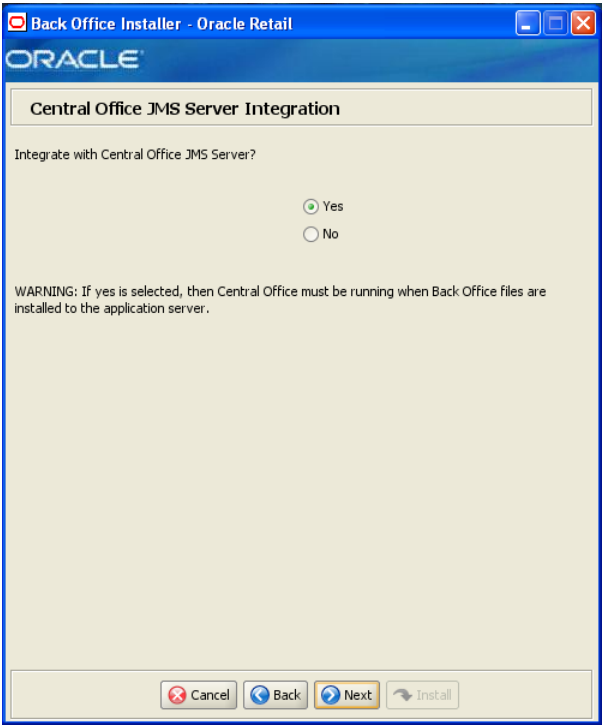 Back Office Installer - Oracle Retail
ORACLE
Central Office JMS Server Integration
Integrate with Central Office JMS Server?
Yes
No
WARNING: If yes is selected, then Central Office must be running when Back Office files are
installed to the application server.
Cancel Back Next Install